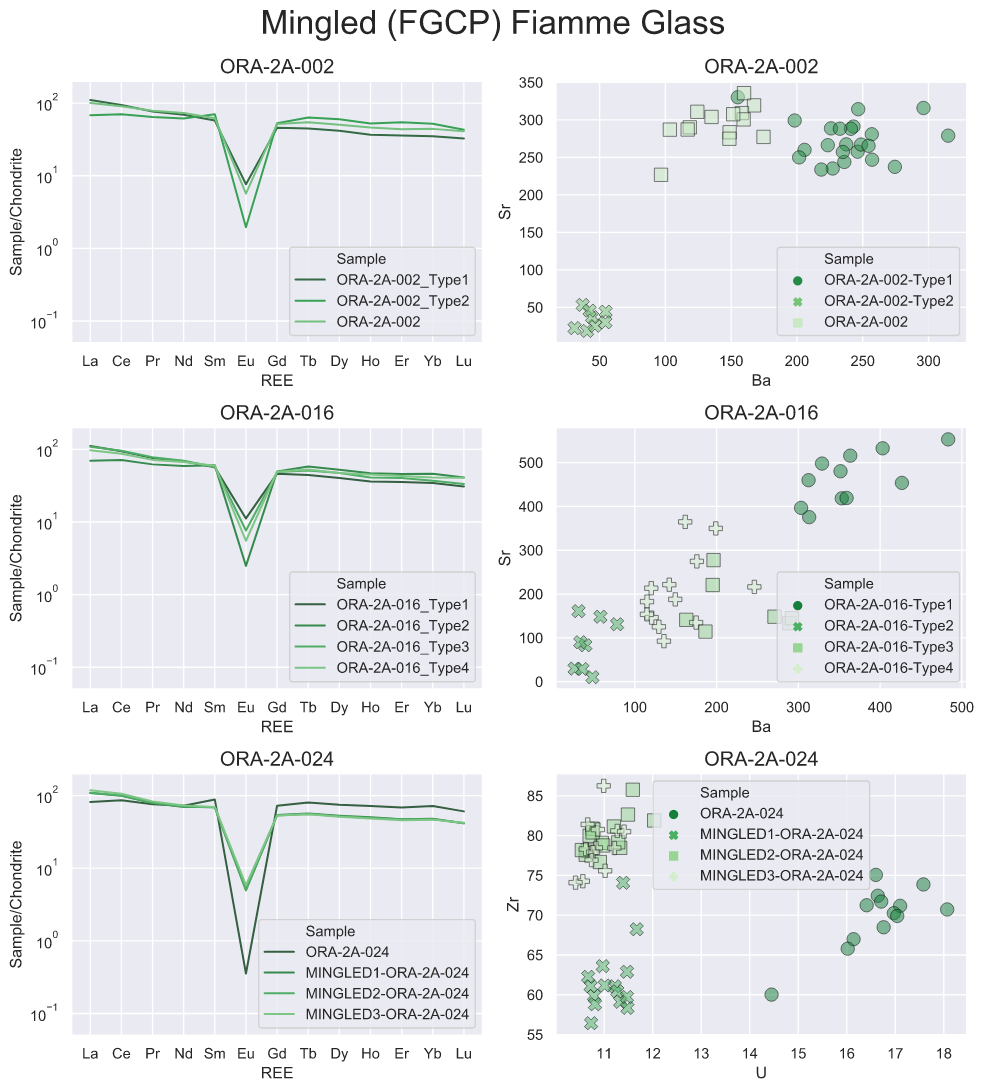 Mingled (FGCP) Fiamme Glass
ORA-2A-002
Sample/Chondrite
10^2
10^1
10^0
10^−1
Sample
ORA-2A-002_Type1
ORA-2A-002_Type2
ORA-2A-002
La Ce Pr Nd Sm Eu Gd Tb Dy Ho Er Yb Lu
REE
ORA-2A-002
Sr
350
300
250
200
150
100
50
Sample
ORA-2A-002-Type1
ORA-2A-002-Type2
ORA-2A-002
50 100 150 200 250 300
Ba
ORA-2A-016
Sample/Chondrite
10^2
10^1
10^0
10^−1
Sample
ORA-2A-016_Type1
ORA-2A-016_Type2
ORA-2A-016_Type3
ORA-2A-016_Type4
La Ce Pr Nd Sm Eu Gd Tb Dy Ho Er Yb Lu
REE
ORA-2A-016
Sr
500
400
300
200
100
0
Sample
ORA-2A-016-Type1
ORA-2A-016-Type2
ORA-2A-016-Type3
ORA-2A-016-Type4
100 200 300 400 500
Ba
ORA-2A-024
Sample/Chondrite
10^2
10^1
10^0
10^−1
Sample
ORA-2A-024
MINGLED1-ORA-2A-024
MINGLED2-ORA-2A-024
MINGLED3-ORA-2A-024
La Ce Pr Nd Sm Eu Gd Tb Dy Ho Er Yb Lu
REE
ORA-2A-024
Zr
85
80
75
70
65
60
55
Sample
ORA-2A-024
MINGLED1-ORA-2A-024
MINGLED2-ORA-2A-024
MINGLED3-ORA-2A-024
11 12 13 14 15 16 17 18
U